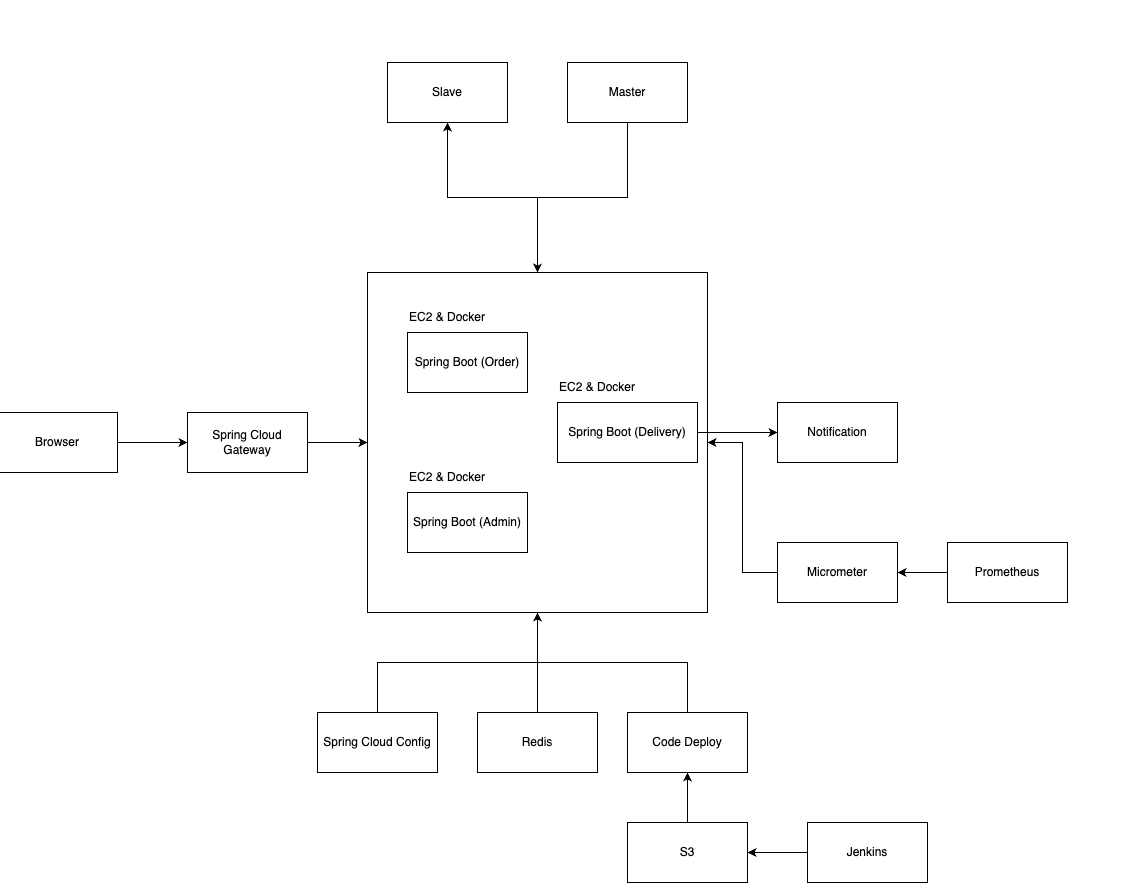 Slave
Master
EC2 & Docker
Spring Boot (Order)
EC2 & Docker
Spring Boot (Delivery)
Notification
Browser
Spring Cloud
Gateway
EC2 & Docker
Spring Boot (Admin)
Micrometer
Prometheus
Spring Cloud Config
Redis
Code Deploy
S3
Jenkins